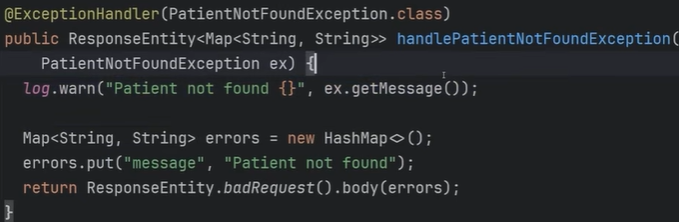 @ExceptionHandler(PatientNotFoundException.class)
public ResponseEntity<Map<String, String>> handlePatientNotFoundException(
PatientNotFoundException ex) {
log.warn("Patient not found {}", ex.getMessage());
Map<String, String> errors = new HashMap<>();
errors.put("message", "Patient not found");
return ResponseEntity.badRequest().body(errors);
}